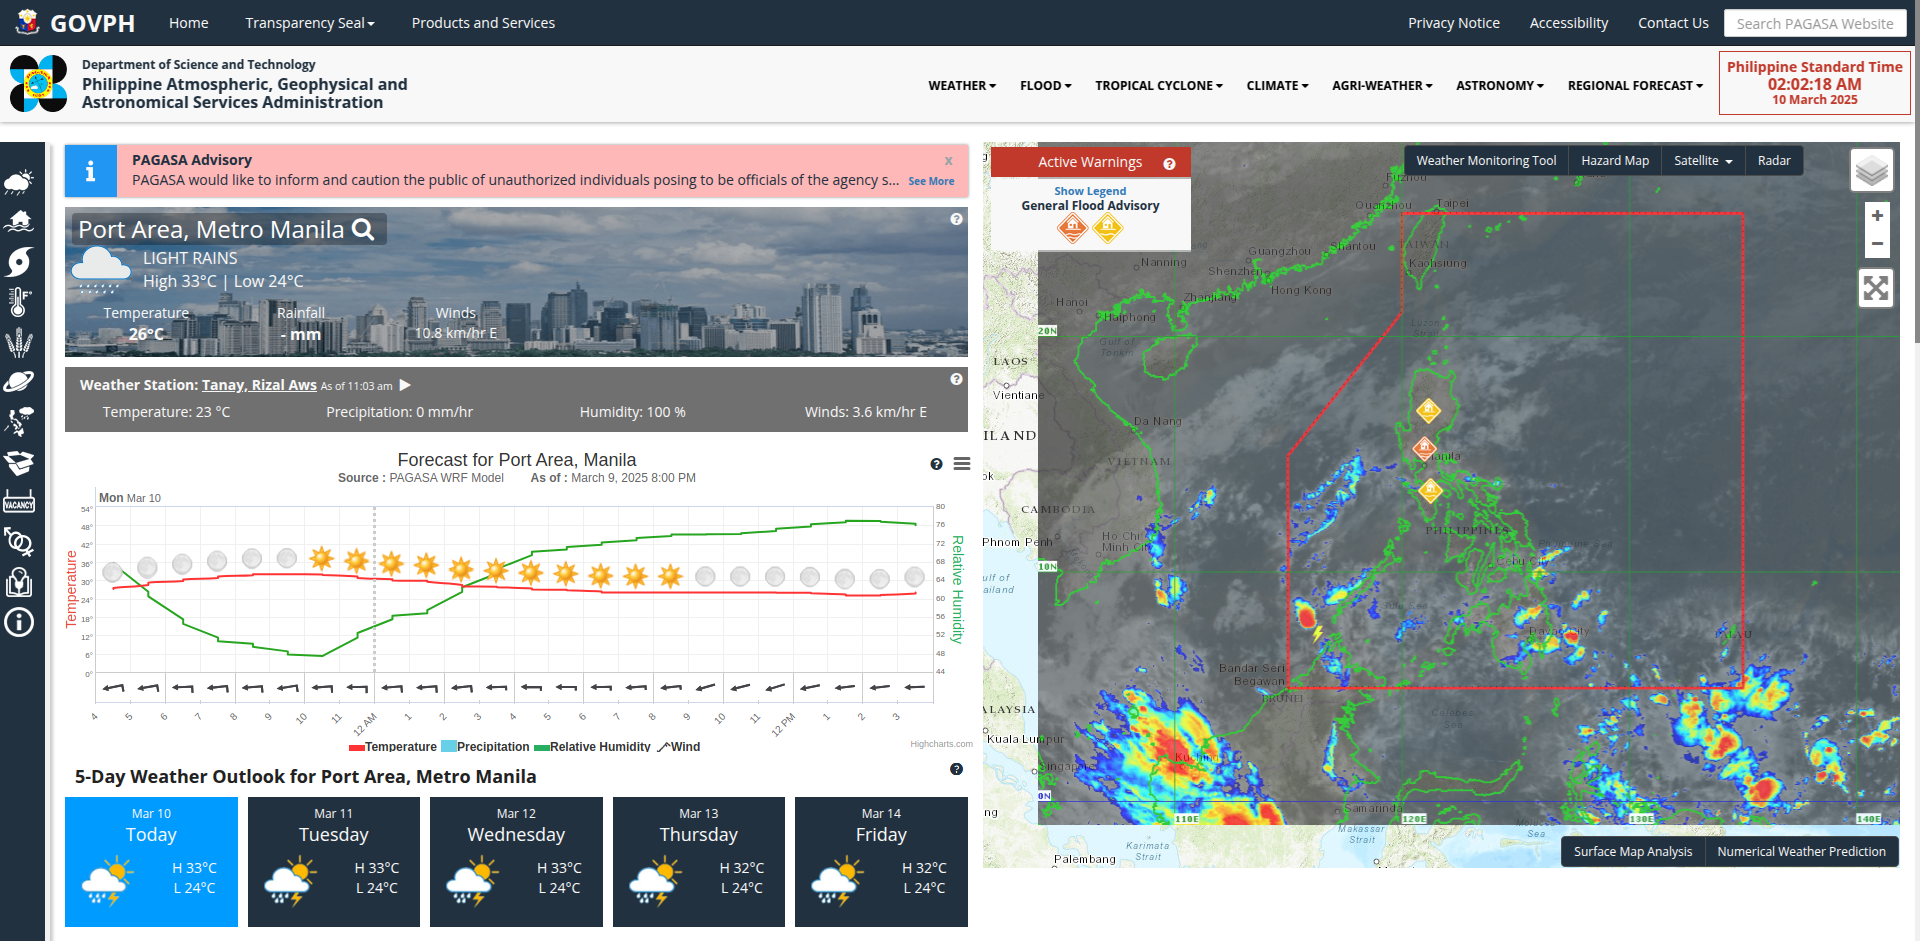 GOVPH
Home
Transparency Seal
Products and Services
Privacy Notice
Accessibility
Contact Us
Search PAGASA Website
Department of Science and Technology
Philippine Atmospheric, Geophysical and
Astronomical Services Administration
WEATHER
FLOOD
TROPICAL CYCLONE
CLIMATE
AGRI-WEATHER
ASTRONOMY
REGIONAL FORECAST
Philippine Standard Time
02:02:18 AM
10 March 2025
VACANCY
PAGASA Advisory
x
PAGASA would like to inform and caution the public of unauthorized individuals posing to be officials of the agency s... See More
Port Area, Metro Manila
LIGHT RAINS
High 33°C | Low 24°C
Temperature
26°C
Rainfall
- mm
Winds
10.8 km/hr E
Weather Station: Tanay, Rizal Aws As of 11:03 am
Temperature: 23 °C
Precipitation: 0 mm/hr
Humidity: 100 %
Winds: 3.6 km/hr E
Forecast for Port Area, Manila
Source : PAGASA WRF Model As of : March 9, 2025 8:00 PM
Mon Mar 10
Temperature
54°
48°
42°
36°
30°
24°
18°
12°
6°
0°
80
76
72
68
64
60
56
52
48
44
Relative Humidity
4 5 6 7 8 9 10 11 12 AM 1 2 3 4 5 6 7 8 9 10 11 12 PM 1 2 3
Temperature Precipitation Relative Humidity Wind
Highcharts.com
5-Day Weather Outlook for Port Area, Metro Manila
Mar 10
Today
H 33°C
L 24°C
Mar 11
Tuesday
H 33°C
L 24°C
Mar 12
Wednesday
H 33°C
L 24°C
Mar 13
Thursday
H 32°C
L 24°C
Mar 14
Friday
H 32°C
L 24°C
Active Warnings
Show Legend
General Flood Advisory
Weather Monitoring Tool
Hazard Map
Satellite
Radar
+
−
Fuzhou
Quanzhou
Taipei
TAIWAN
Kaohsiung
Guangzhou
Shantou
Nanning
Shenzhen
Hong Kong
Zhanjiang
Hanoi
Haiphong
20N
Gulf of
Tonkin
Luzon
Strait
LAOS
Vientiane
Da Nang
ILAND
VIETNAM
Manila
ok
CAMBODIA
PHILIPPINES
Phnom Penh
Ho Chi
Minh City
Cebu City
10N
ulf of
ailand
Sulu Sea
Davao City
PALAU
Bandar Seri
Begawan
BRUNEI
ALAYSIA
Celebes
Sea
Kuala Lumpur
Kuching
Singapore
0N
Samarinda
ng
110E
120E
130E
140E
Makassar
Strait
Karimata
Strait
Palembang
Sea
Surface Map Analysis
Numerical Weather Prediction